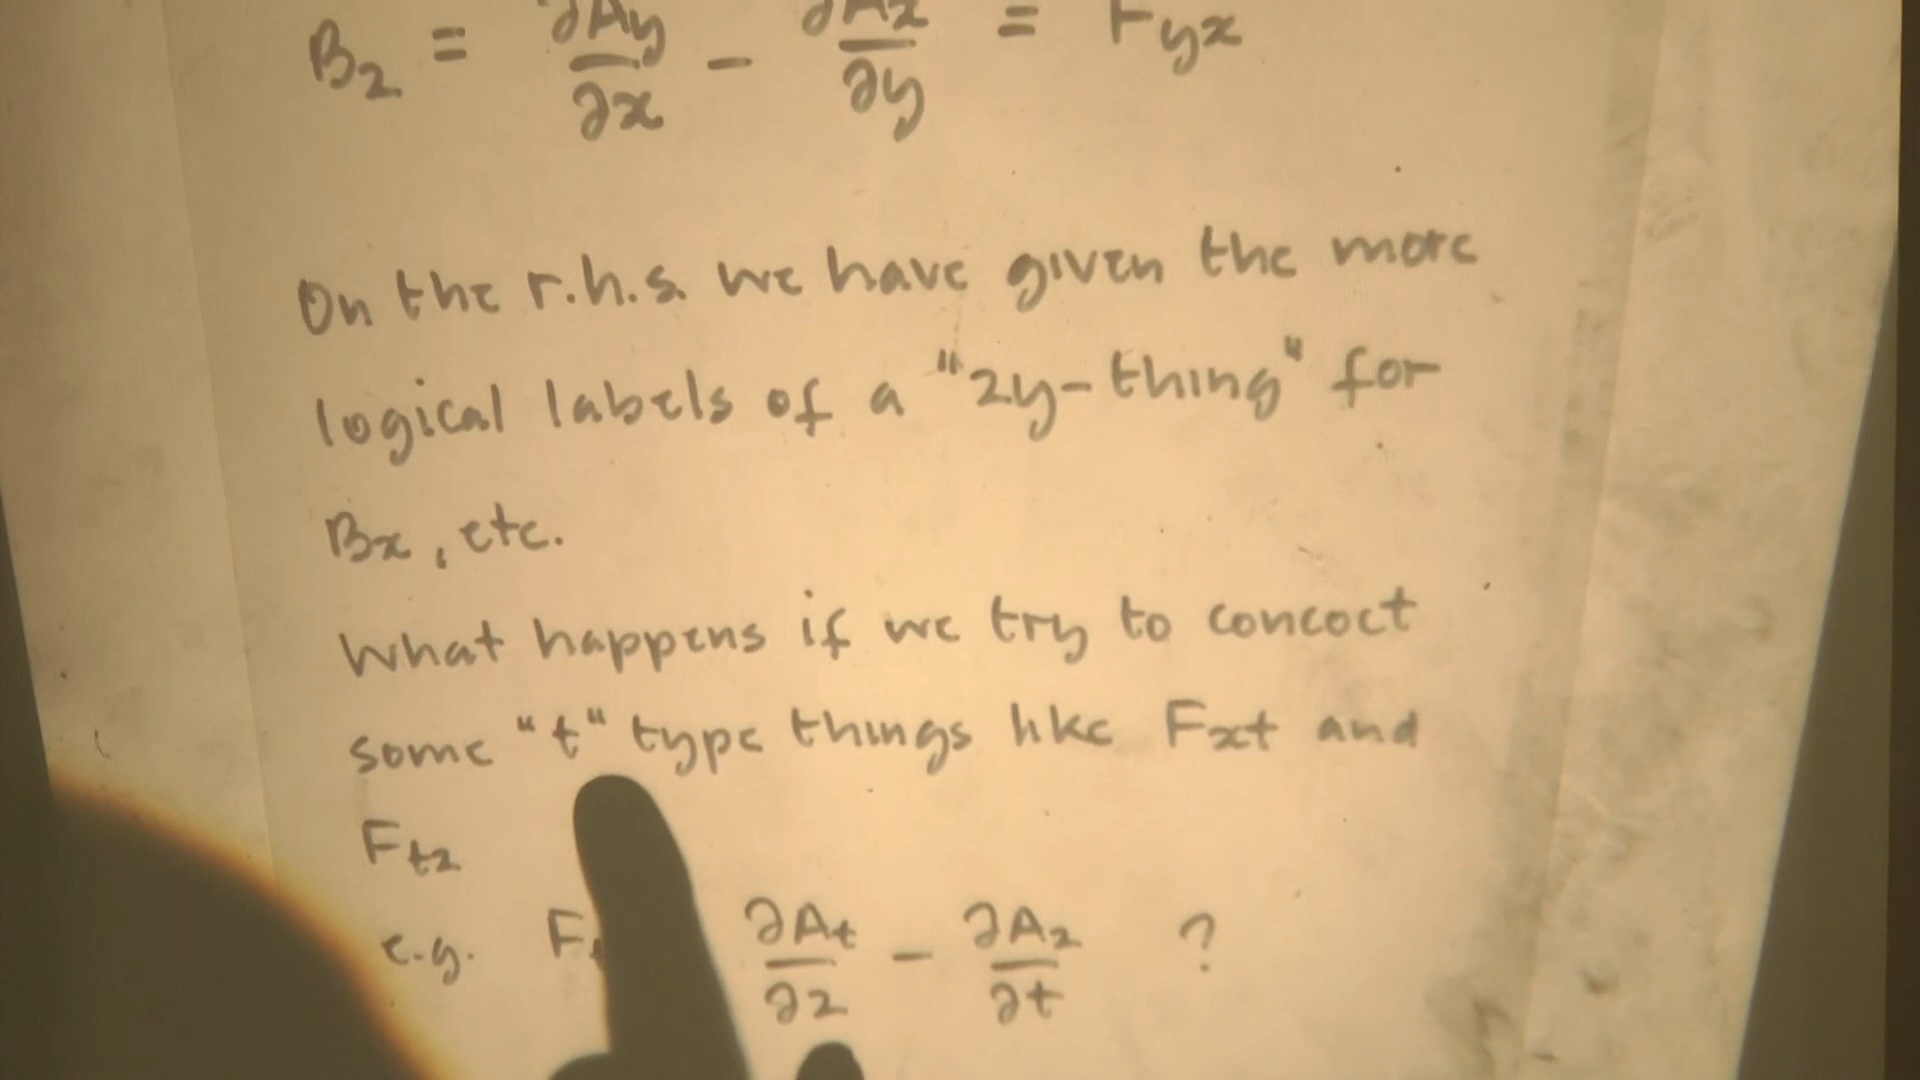 B₂ = ∂Ay/∂x - ∂Ax/∂y = Fyx
On the r.h.s. we have given the more
logical labels of a "zy-thing" for
Bx, etc.
What happens if we try to concoct
some "t" type things like Fxt and
Ftz
e.g. F ∂At/∂z - ∂Az/∂t ?